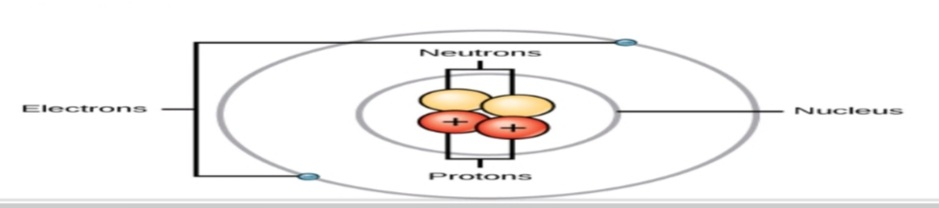 Neutrons
Electrons
Nucleus
+
+
Protons